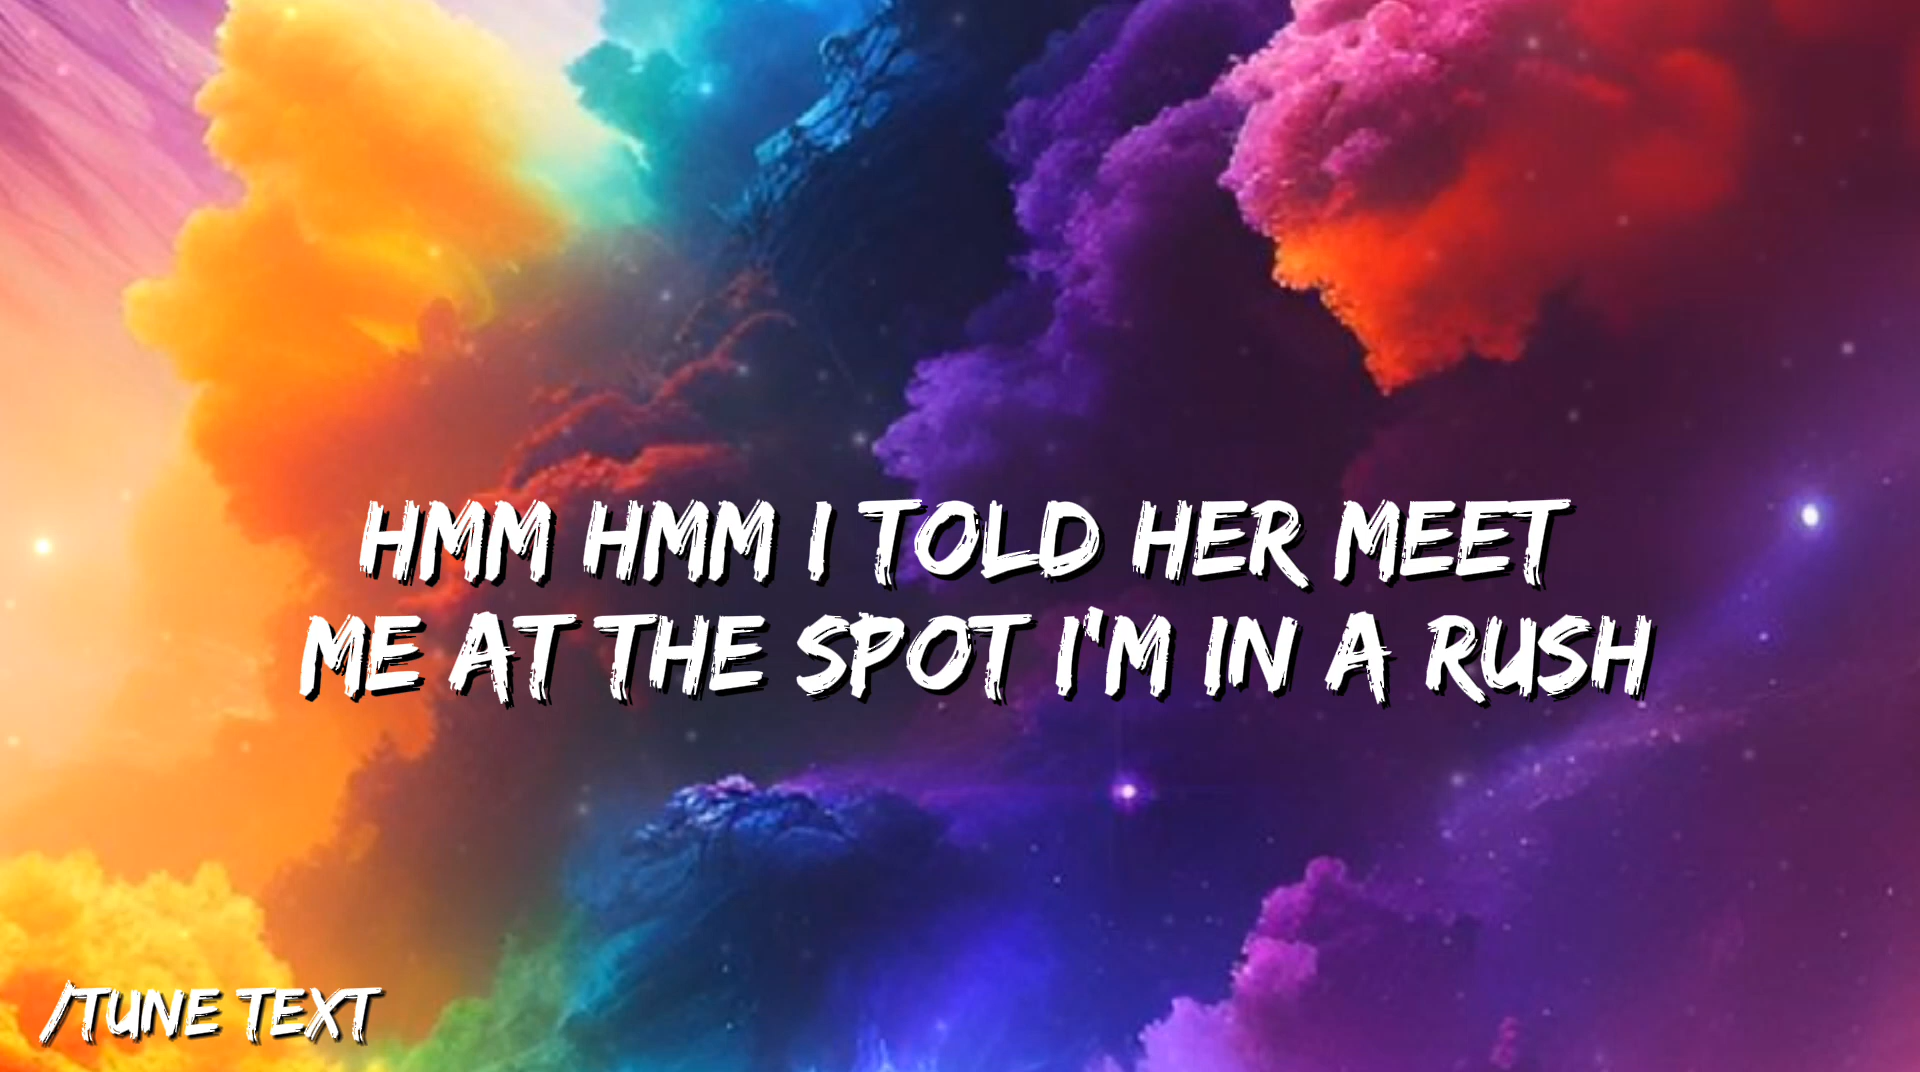 HMM HMM I TOLD HER MEET
ME AT THE SPOT I'M IN A RUSH
/TUNE TEXT